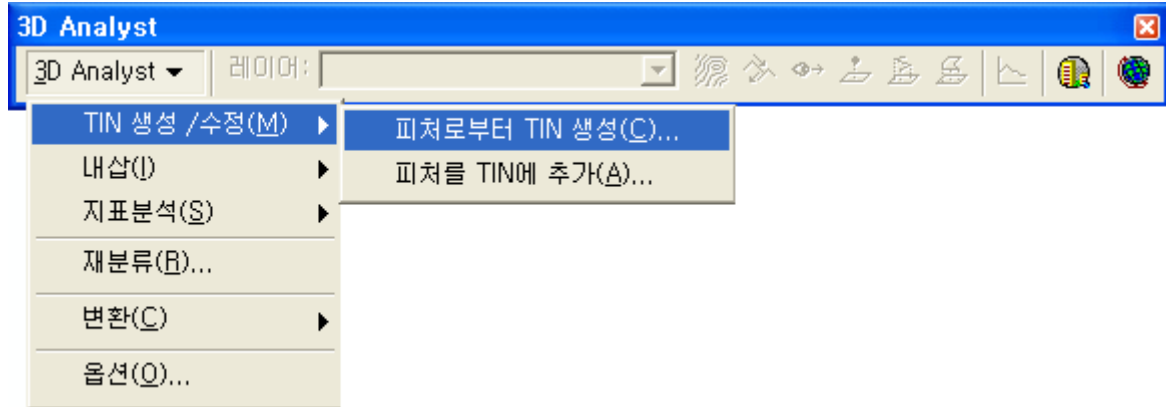 3D Analyst
3D Analyst 레이어:
TIN 생성 /수정(M) 피처로부터 TIN 생성(C)...
내삽(I) 피처를 TIN에 추가(A)...
지표분석(S)
재분류(R)...
변환(C)
옵션(O)...